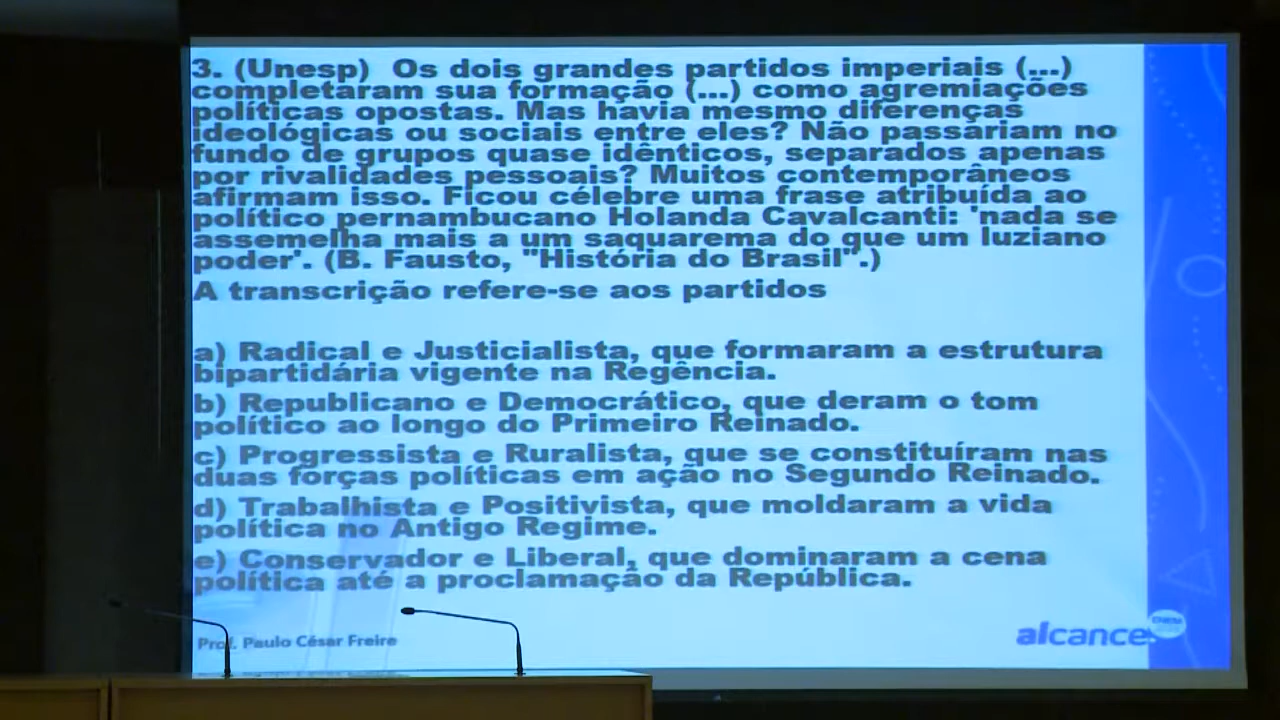 3. (Unesp) Os dois grandes partidos imperiais (...)
completaram sua formação (...) como agremiações
políticas opostas. Mas havia mesmo diferenças
ideológicas ou sociais entre eles? Não passariam no
fundo de grupos quase idênticos, separados apenas
por rivalidades pessoais? Muitos contemporâneos
afirmam isso. Ficou célebre uma frase atribuída ao
político pernambucano Holanda Cavalcanti: 'nada se
assemelha mais a um saquarema do que um luziano
poder'. (B. Fausto, "História do Brasil".)
A transcrição refere-se aos partidos
a) Radical e Justicialista, que formaram a estrutura
bipartidária vigente na Regência.
b) Republicano e Democrático, que deram o tom
político ao longo do Primeiro Reinado.
c) Progressista e Ruralista, que se constituíram nas
duas forças políticas em ação no Segundo Reinado.
d) Trabalhista e Positivista, que moldaram a vida
política no Antigo Regime.
e) Conservador e Liberal, que dominaram a cena
política até a proclamação da República.
Prof. Paulo César Freire
alcance